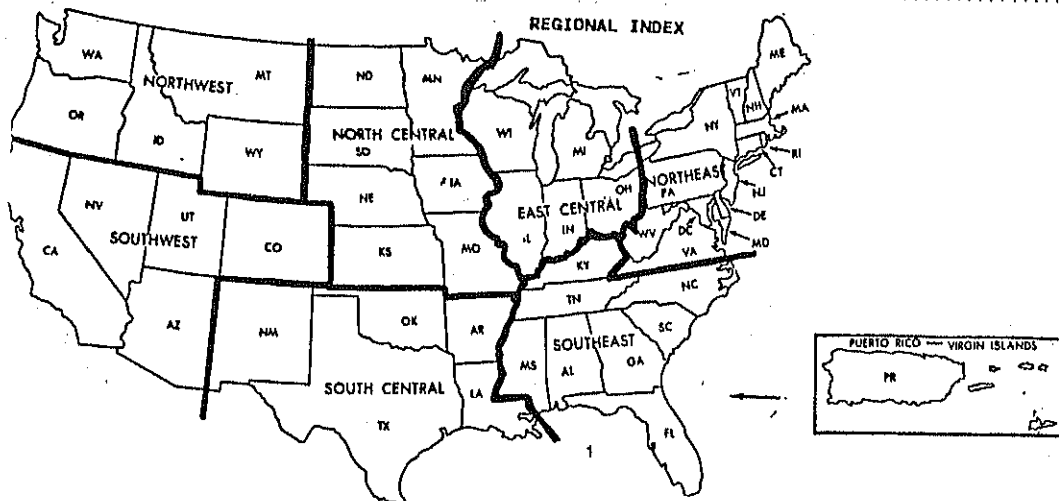 REGIONAL INDEX
WA
MT
ND
MN
ME
NORTHWEST
VT
NH
OR
ID
WY
NORTH CENTRAL
SD
WI
MI
NY
MA
RI
CT
NE
IA
OH
NORTHEAST
PA
NJ
NV
UT
CO
SOUTHWEST
EAST CENTRAL
IL
IN
WV
DC
DE
MD
CA
KS
MO
KY
VA
AZ
NM
OK
AR
TN
NC
SC
MS
AL
GA
SOUTHEAST
SOUTH CENTRAL
LA
TX
FL
PUERTO RICO — VIRGIN ISLANDS
PR
1